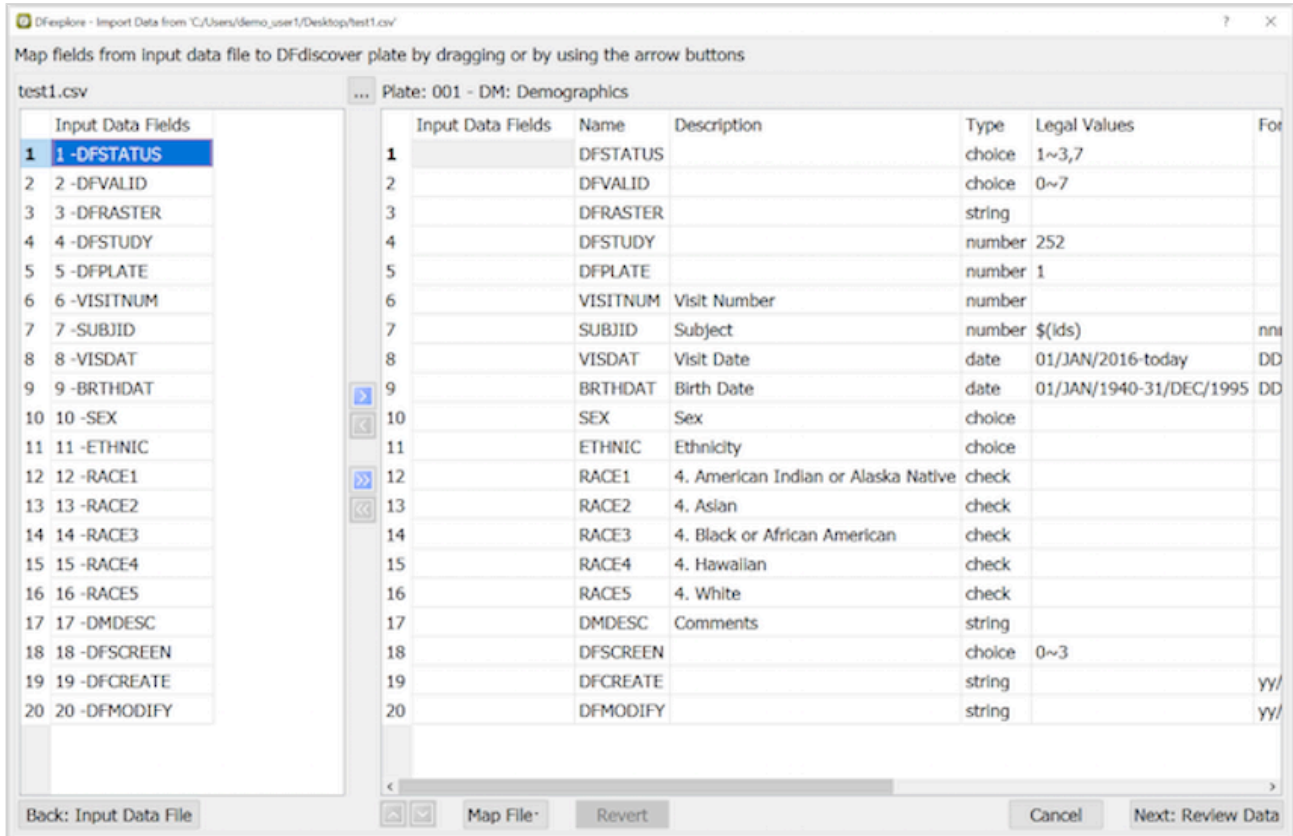 DFexplore - Import Data from 'C:/Users/demo_user1/Desktop/test1.csv' ? ×
Map fields from input data file to DFdiscover plate by dragging or by using the arrow buttons
test1.csv ... Plate: 001 - DM: Demographics
Input Data Fields Input Data Fields Name Description Type Legal Values For
1 1 -DFSTATUS 1 DFSTATUS choice 1~3,7
2 2 -DFVALID 2 DFVALID choice 0~7
3 3 -DFRASTER 3 DFRASTER string
4 4 -DFSTUDY 4 DFSTUDY number 252
5 5 -DFPLATE 5 DFPLATE number 1
6 6 -VISITNUM 6 VISITNUM Visit Number number
7 7 -SUBJID 7 SUBJID Subject number $(ids) nnn
8 8 -VISDAT 8 VISDAT Visit Date date 01/JAN/2016-today DD
9 9 -BRTHDAT 9 BRTHDAT Birth Date date 01/JAN/1940-31/DEC/1995 DD
10 10 -SEX 10 SEX Sex choice
11 11 -ETHNIC 11 ETHNIC Ethnicity choice
12 12 -RACE1 12 RACE1 4. American Indian or Alaska Native check
13 13 -RACE2 13 RACE2 4. Asian check
14 14 -RACE3 14 RACE3 4. Black or African American check
15 15 -RACE4 15 RACE4 4. Hawaiian check
16 16 -RACE5 16 RACE5 4. White check
17 17 -DMDESC 17 DMDESC Comments string
18 18 -DFSCREEN 18 DFSCREEN choice 0~3
19 19 -DFCREATE 19 DFCREATE string yy/
20 20 -DFMODIFY 20 DFMODIFY string yy/
Back: Input Data File Map File Revert Cancel Next: Review Data